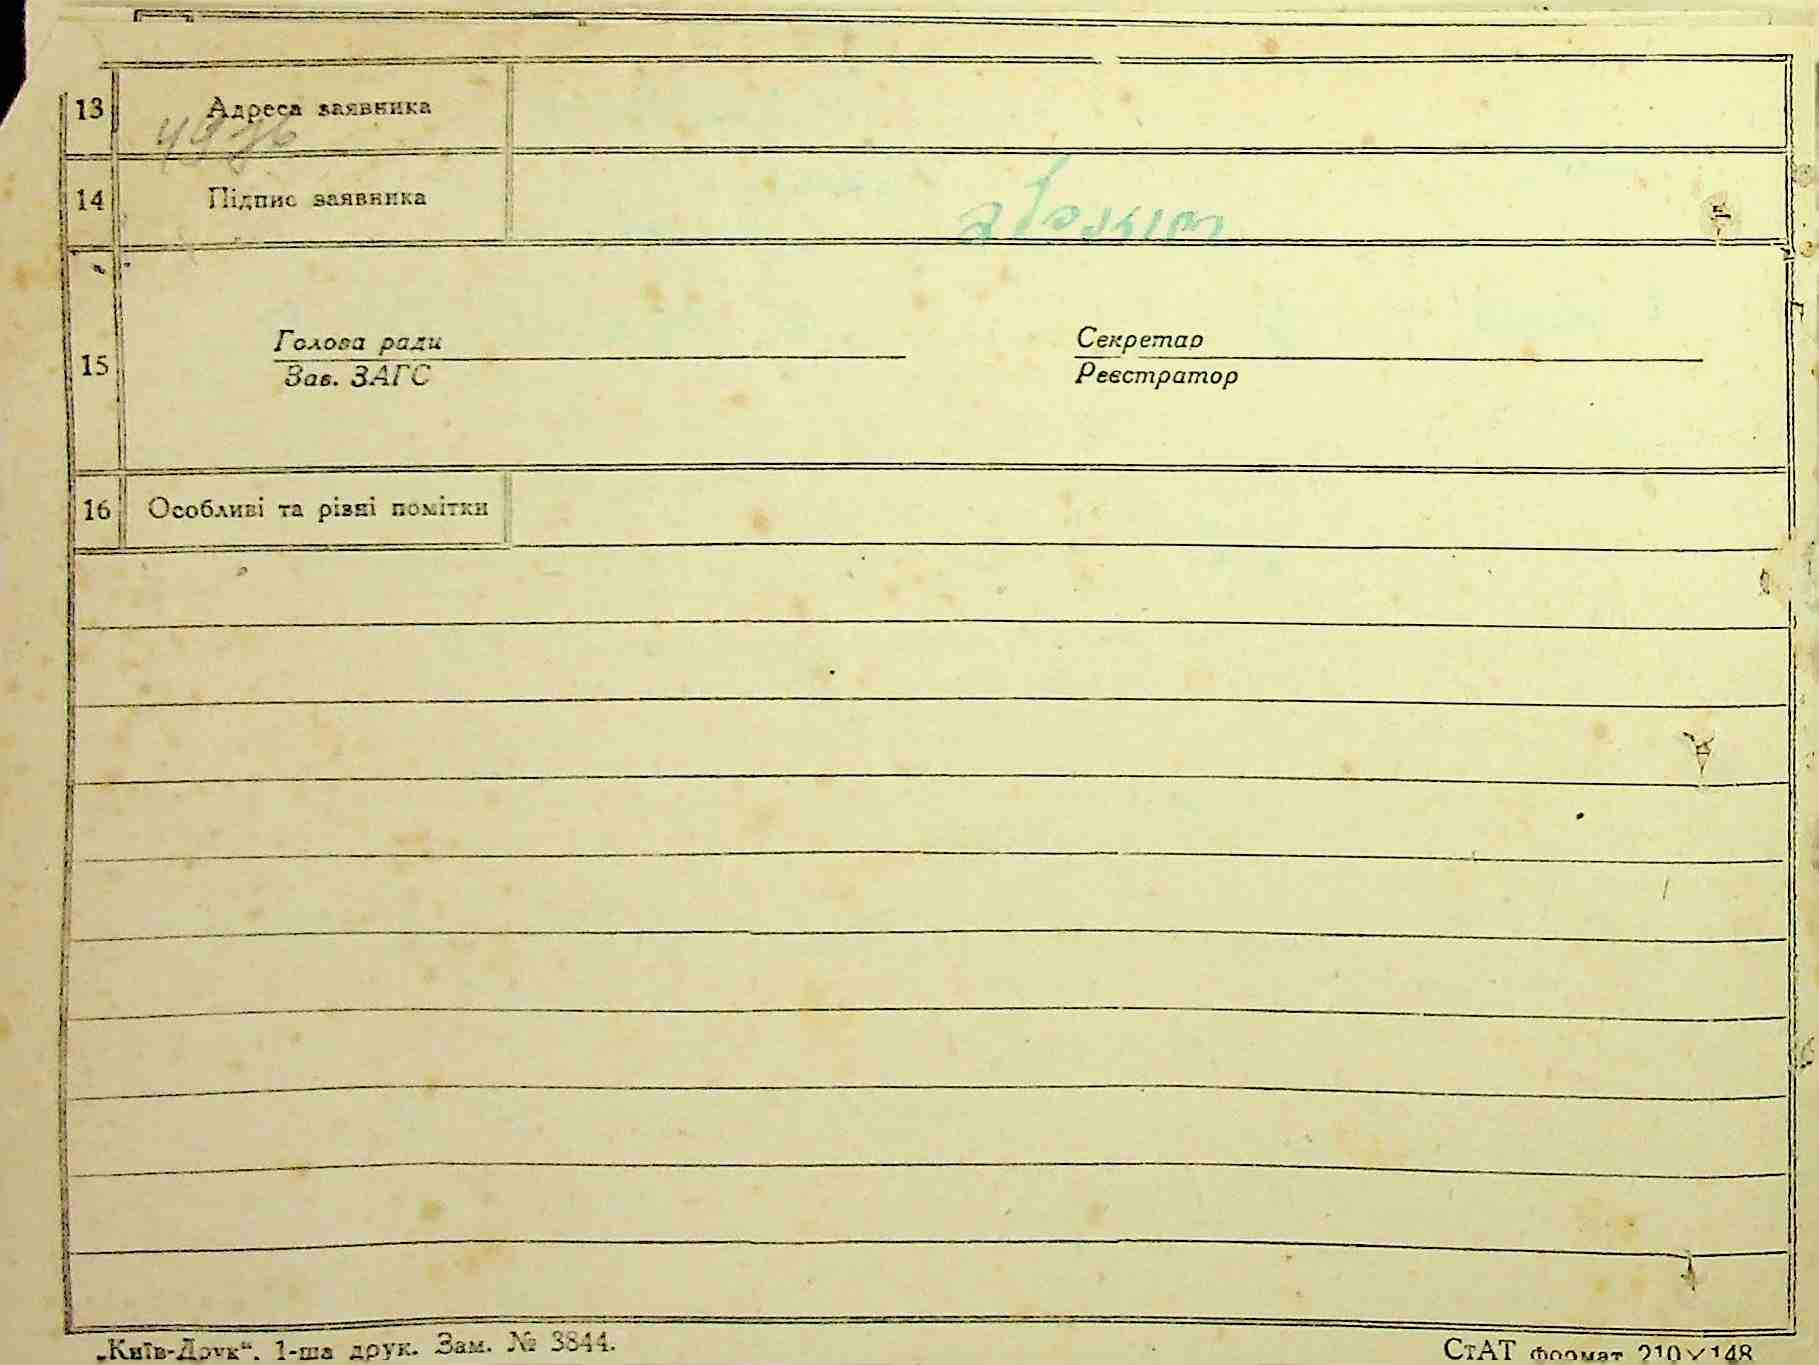 13 Адреса заявника
14 Підпис заявника
15
Голова ради
Зав. ЗАГС
Секретар
Реєстратор
16 Особливі та різні помітки
„Київ-Друк“. 1-ша друк. Зам. № 3844.
СтАТ формат 210×148